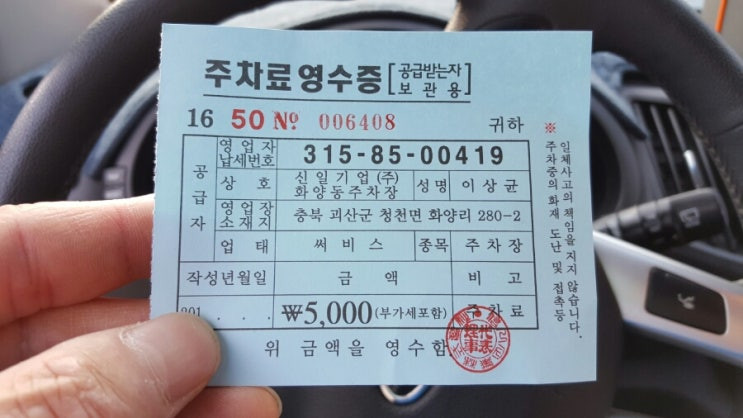 주차료영수증 [공급받는자 보관용]
16 50 № 006408 귀하
공급자
영업자 납세번호 315-85-00419
상호 신일기업(주) 화양동주차장 성명 이상균
영업장 소재지 충북 괴산군 청천면 화양리 280-2
업태 써비스 종목 주차장
작성년월일 금액 비고
201 . . . ₩5,000 (부가세포함) 주차료
위 금액을 영수함
※ 일체사고의 책임을 지지 않습니다.
주차중의 화재 도난 및 접촉등